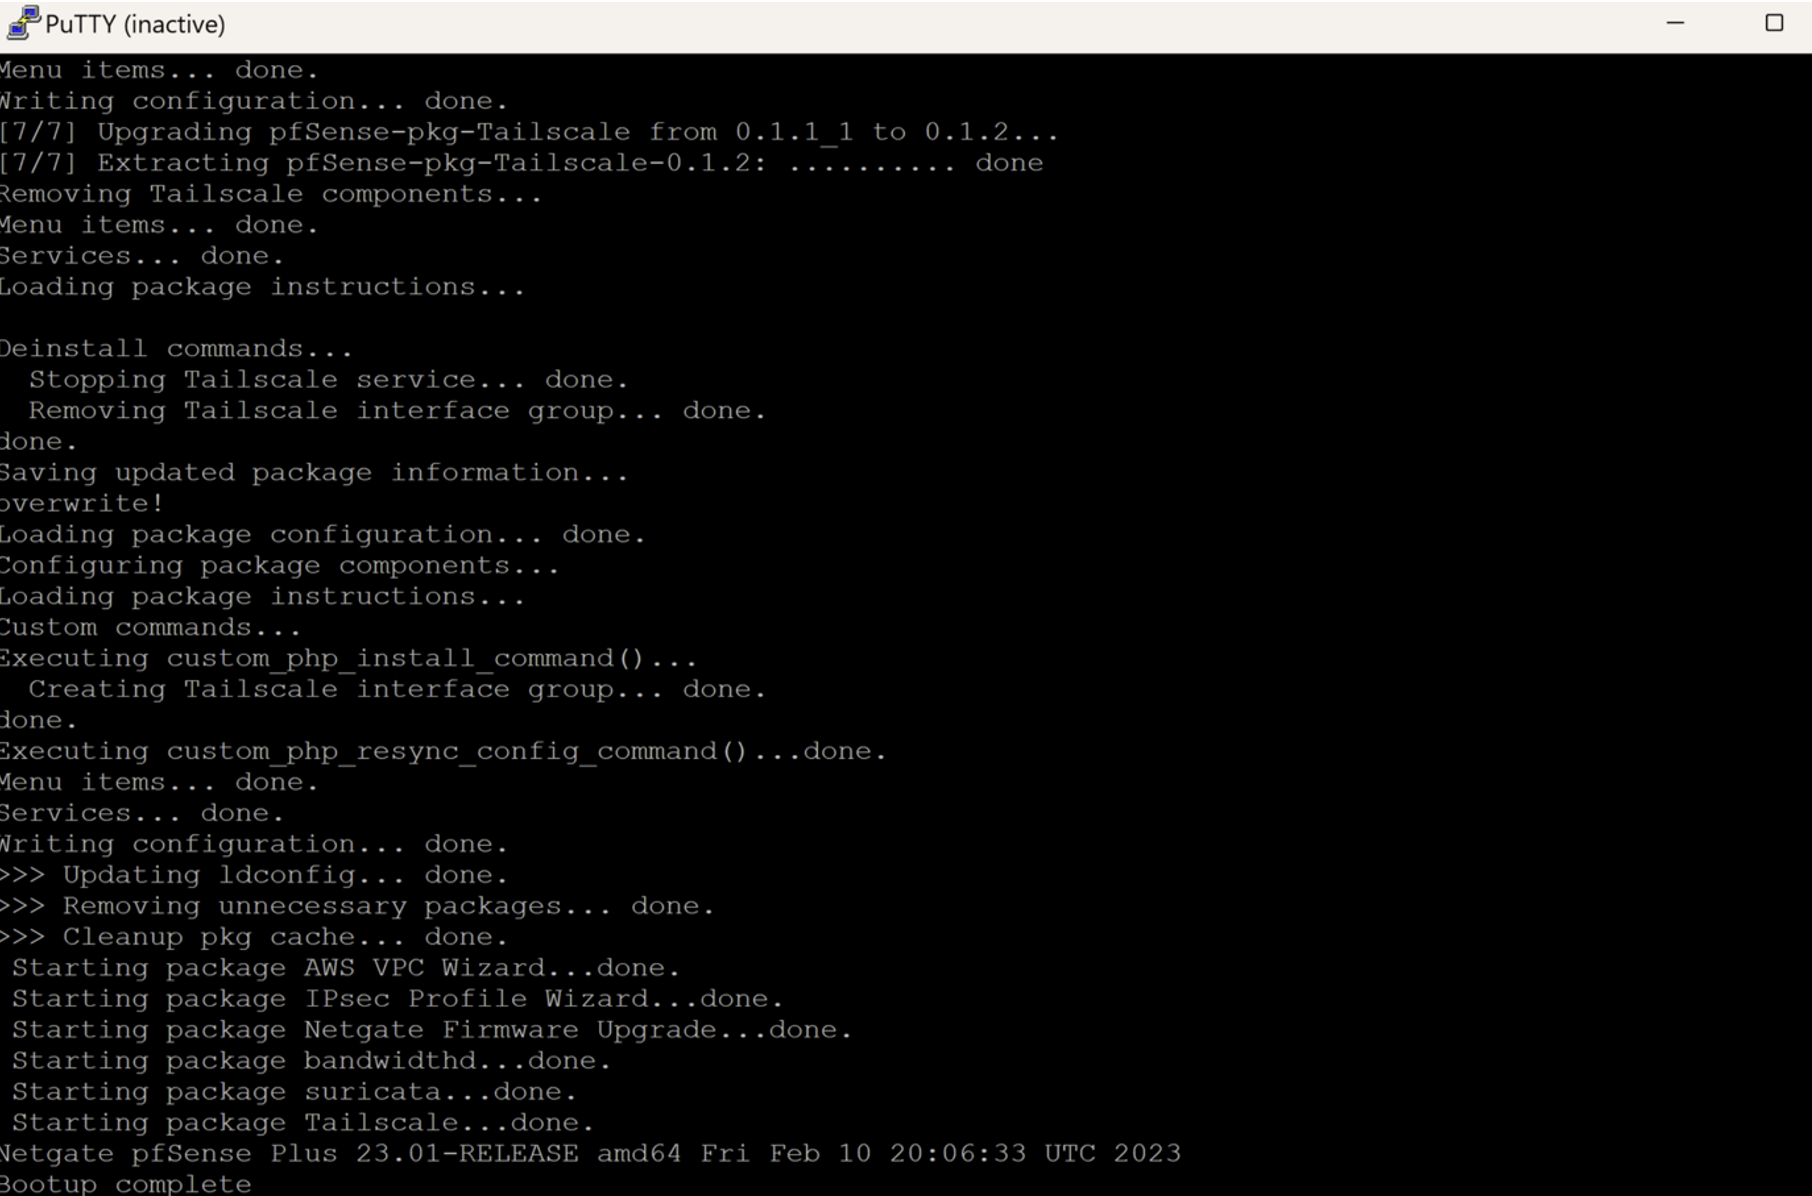 PuTTY (inactive)
Menu items... done.
Writing configuration... done.
[7/7] Upgrading pfSense-pkg-Tailscale from 0.1.1_1 to 0.1.2...
[7/7] Extracting pfSense-pkg-Tailscale-0.1.2: .......... done
Removing Tailscale components...
Menu items... done.
Services... done.
Loading package instructions...

Deinstall commands...
  Stopping Tailscale service... done.
  Removing Tailscale interface group... done.
done.
Saving updated package information...
overwrite!
Loading package configuration... done.
Configuring package components...
Loading package instructions...
Custom commands...
Executing custom_php_install_command()...
  Creating Tailscale interface group... done.
done.
Executing custom_php_resync_config_command()...done.
Menu items... done.
Services... done.
Writing configuration... done.
>>> Updating ldconfig... done.
>>> Removing unnecessary packages... done.
>>> Cleanup pkg cache... done.
 Starting package AWS VPC Wizard...done.
 Starting package IPsec Profile Wizard...done.
 Starting package Netgate Firmware Upgrade...done.
 Starting package bandwidthd...done.
 Starting package suricata...done.
 Starting package Tailscale...done.
Netgate pfSense Plus 23.01-RELEASE amd64 Fri Feb 10 20:06:33 UTC 2023
Bootup complete